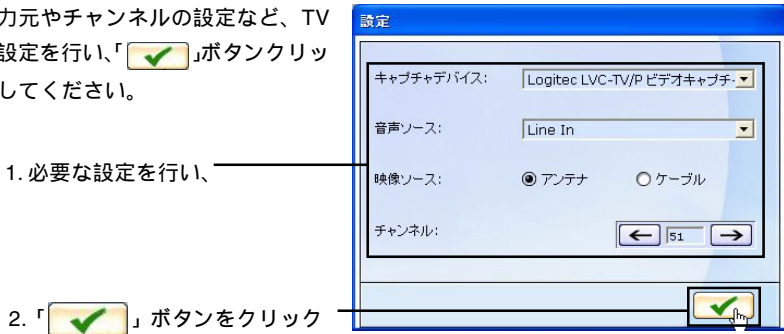 力元やチャンネルの設定など、TV
設定を行い、「 」ボタンクリッ
してください。
1. 必要な設定を行い、
2.「 」ボタンをクリック
設定
キャプチャデバイス: Logitec LVC-TV/P ビデオキャプチ
音声ソース: Line In
映像ソース: アンテナ ケーブル
チャンネル: 51